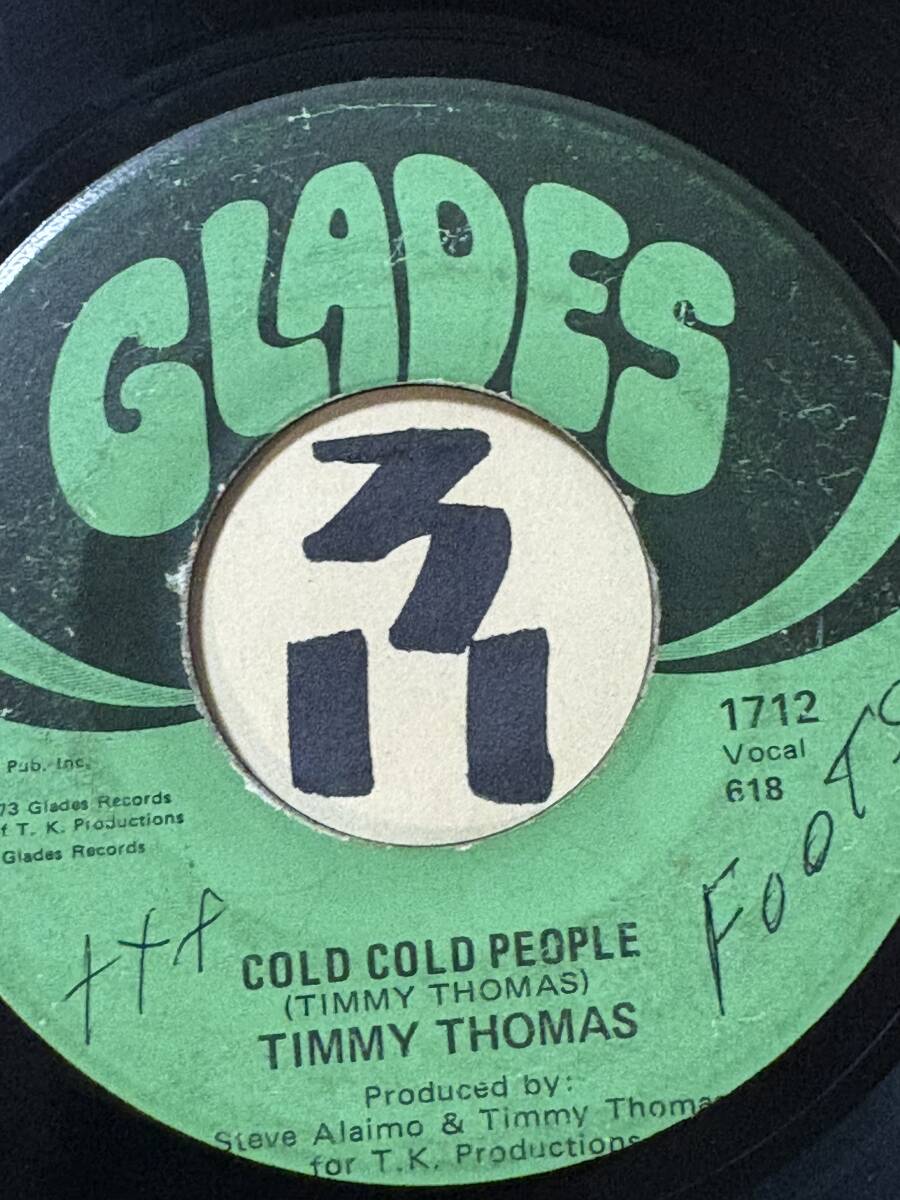 GLADES
3
11
1712
Vocal
618
Pub. Inc.
73 Glades Records
f T. K. Productions
Glades Records
COLD COLD PEOPLE
(TIMMY THOMAS)
TIMMY THOMAS
Produced by:
Steve Alaimo & Timmy Thomas
for T.K. Productions